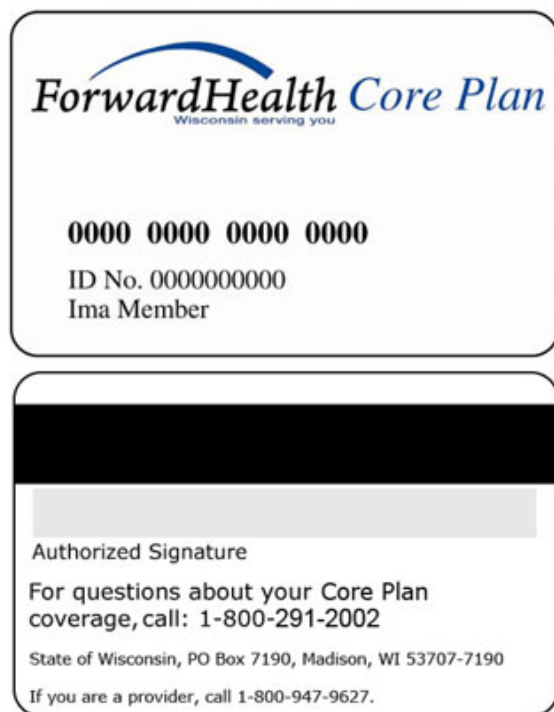 ForwardHealth Core Plan
Wisconsin serving you
0000 0000 0000 0000
ID No. 0000000000
Ima Member
Authorized Signature
For questions about your Core Plan
coverage, call: 1-800-291-2002
State of Wisconsin, PO Box 7190, Madison, WI 53707-7190
If you are a provider, call 1-800-947-9627.